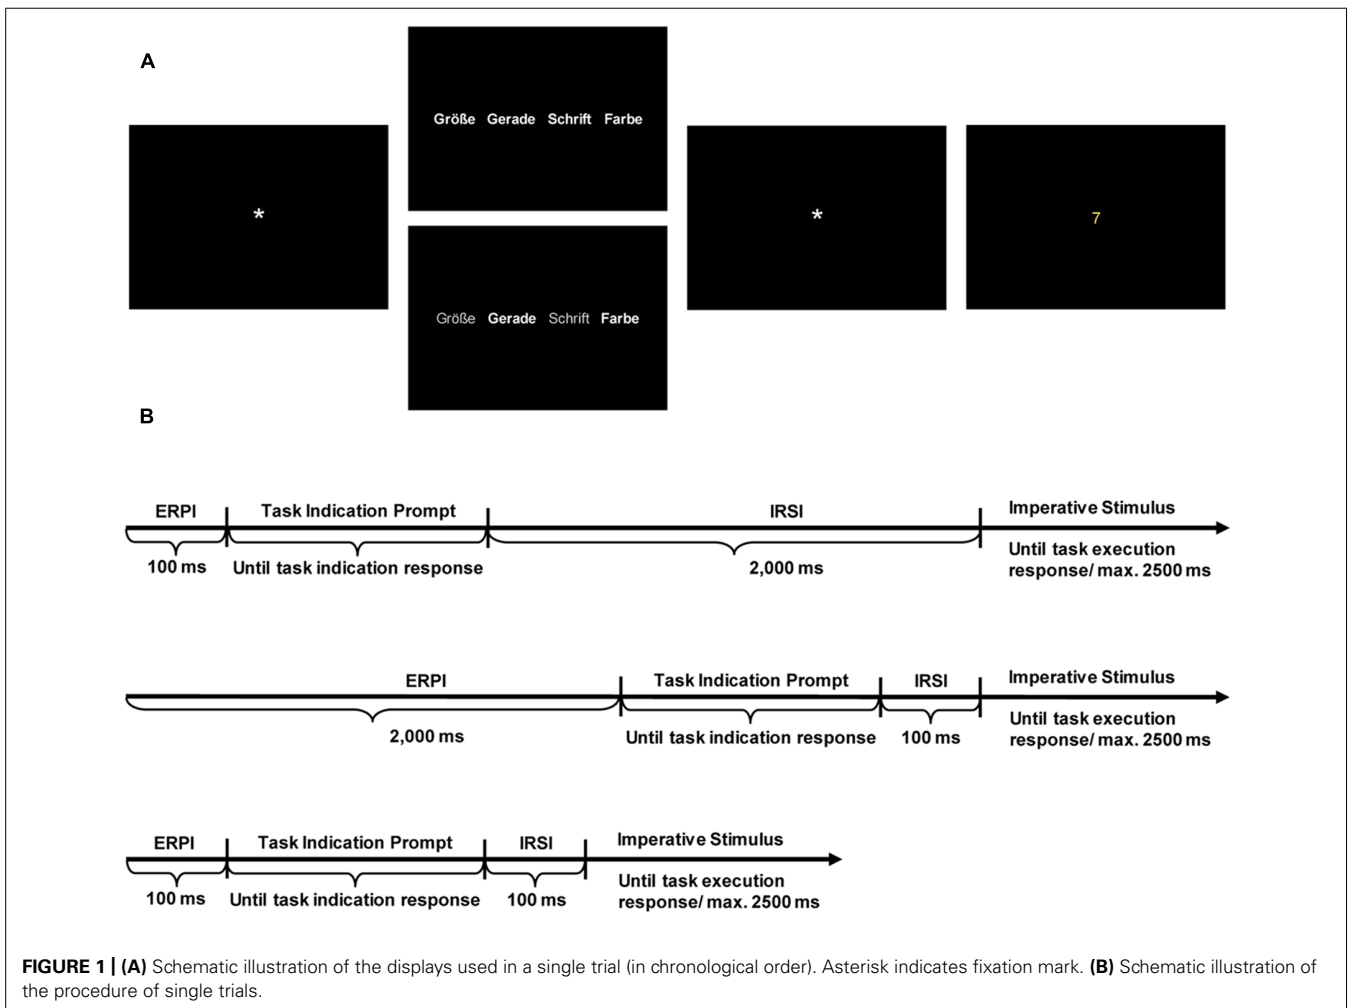 A
*
Größe Gerade Schrift Farbe
Größe Gerade Schrift Farbe
*
7
B
ERPI Task Indication Prompt IRSI Imperative Stimulus
100 ms Until task indication response 2,000 ms Until task execution
response/ max. 2500 ms
ERPI Task Indication Prompt IRSI Imperative Stimulus
2,000 ms Until task indication response 100 ms Until task execution
response/ max. 2500 ms
ERPI Task Indication Prompt IRSI Imperative Stimulus
100 ms Until task indication response 100 ms Until task execution
response/ max. 2500 ms
FIGURE 1 | (A) Schematic illustration of the displays used in a single trial (in chronological order). Asterisk indicates fixation mark. (B) Schematic illustration of
the procedure of single trials.